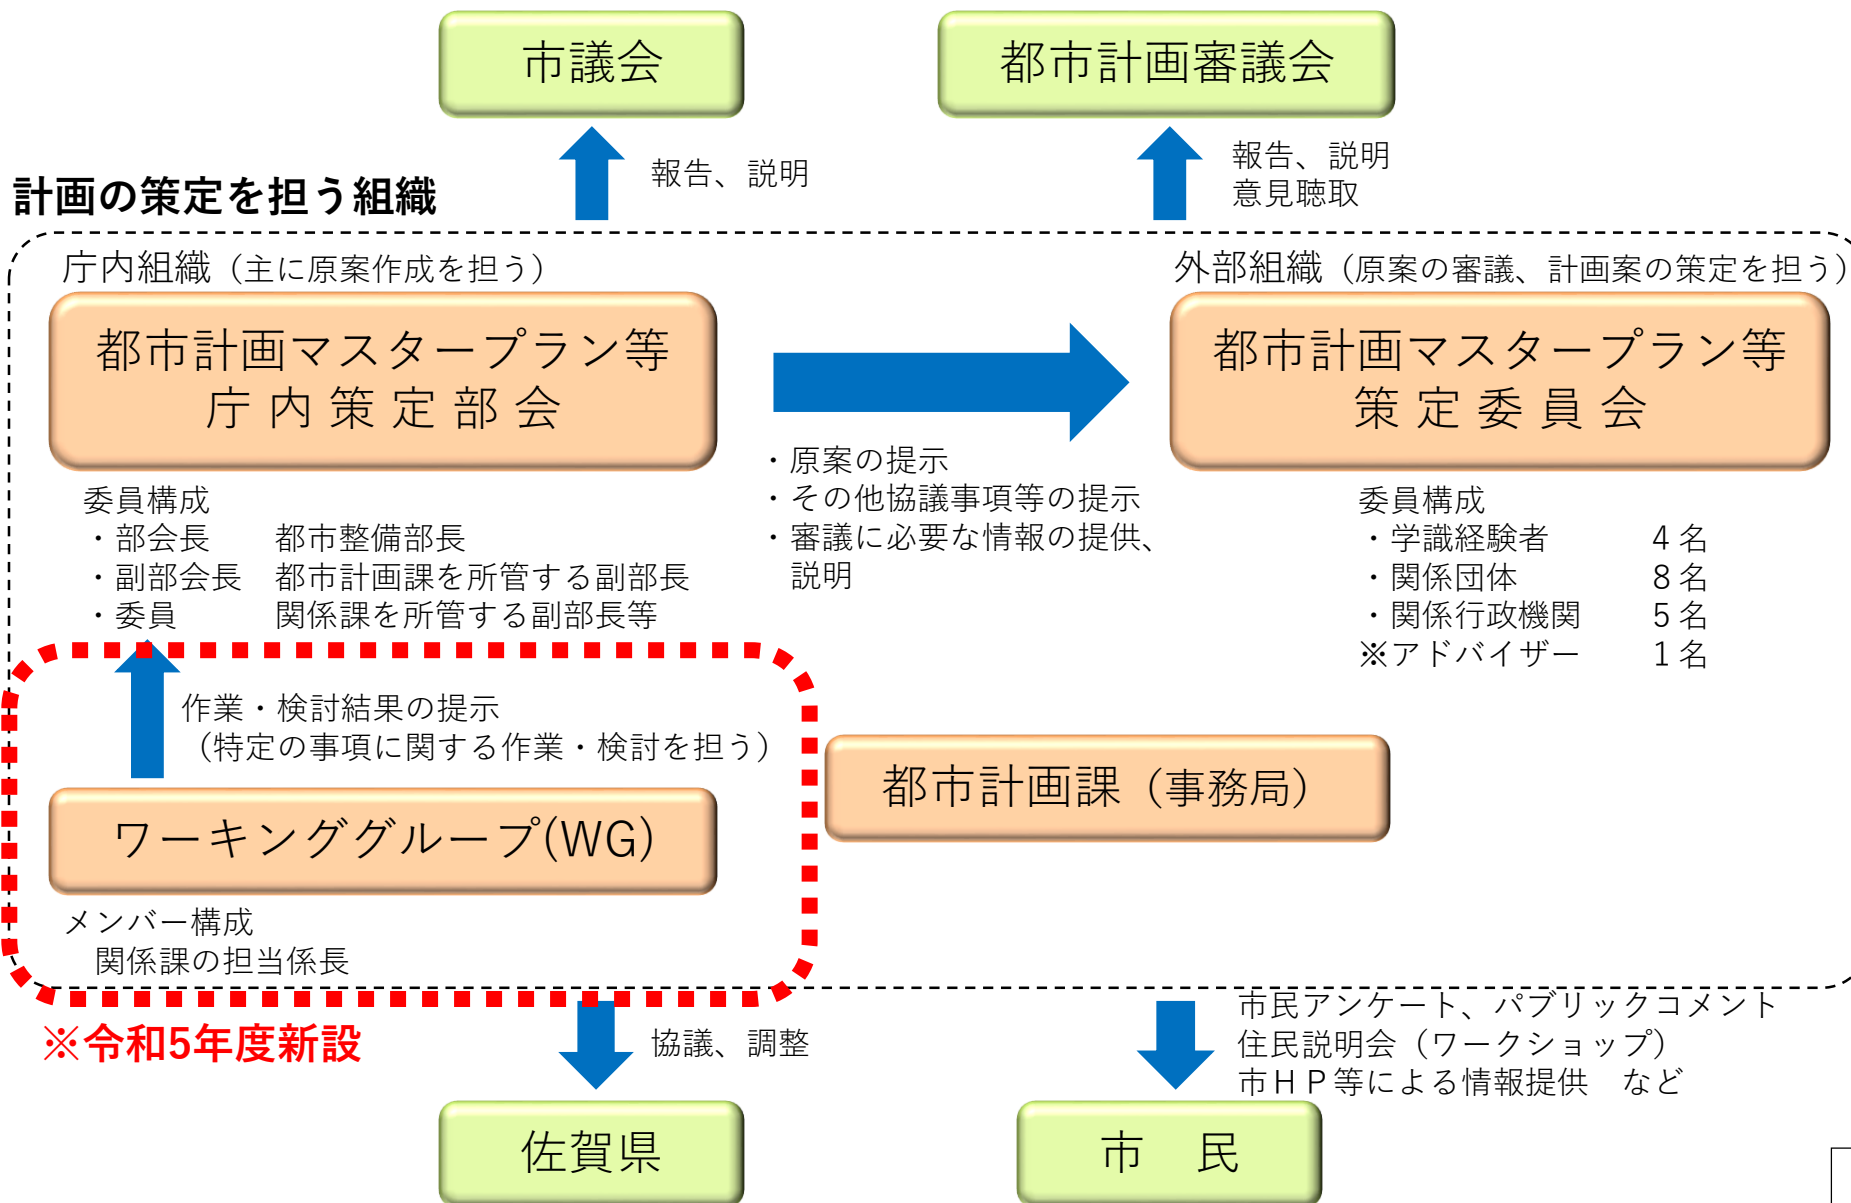 市議会
都市計画審議会
報告、説明
報告、説明
意見聴取
計画の策定を担う組織
庁内組織（主に原案作成を担う）
外部組織（原案の審議、計画案の策定を担う）
都市計画マスタープラン等
庁内策定部会
都市計画マスタープラン等
策定委員会
・原案の提示
・その他協議事項等の提示
・審議に必要な情報の提供、
説明
委員構成
・部会長　都市整備部長
・副部会長　都市計画課を所管する副部長
・委員　関係課を所管する副部長等
委員構成
・学識経験者　4名
・関係団体　8名
・関係行政機関　5名
※アドバイザー　1名
作業・検討結果の提示
（特定の事項に関する作業・検討を担う）
ワーキンググループ(WG)
都市計画課（事務局）
メンバー構成
関係課の担当係長
※令和5年度新設
協議、調整
市民アンケート、パブリックコメント
住民説明会（ワークショップ）
市ＨＰ等による情報提供　など
佐賀県
市　民